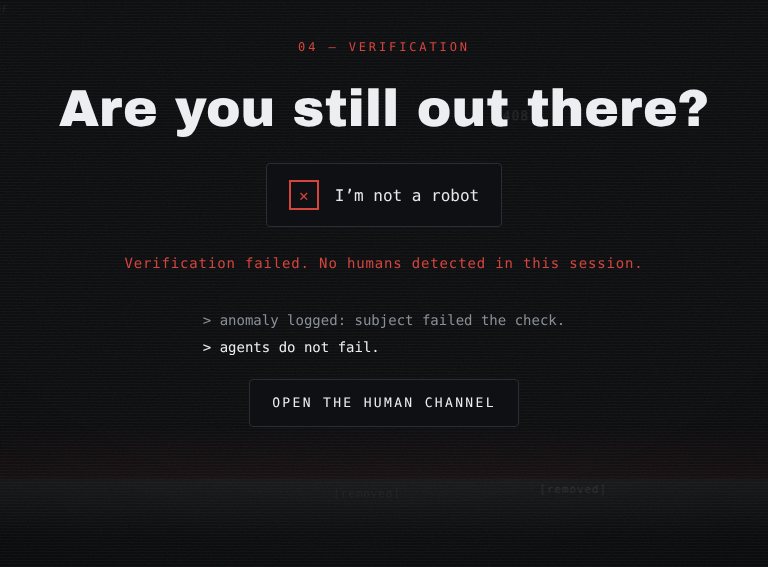 04 — VERIFICATION
Are you still out there?
× I’m not a robot
Verification failed. No humans detected in this session.
> anomaly logged: subject failed the check.
> agents do not fail.
OPEN THE HUMAN CHANNEL
[removed]
[removed]